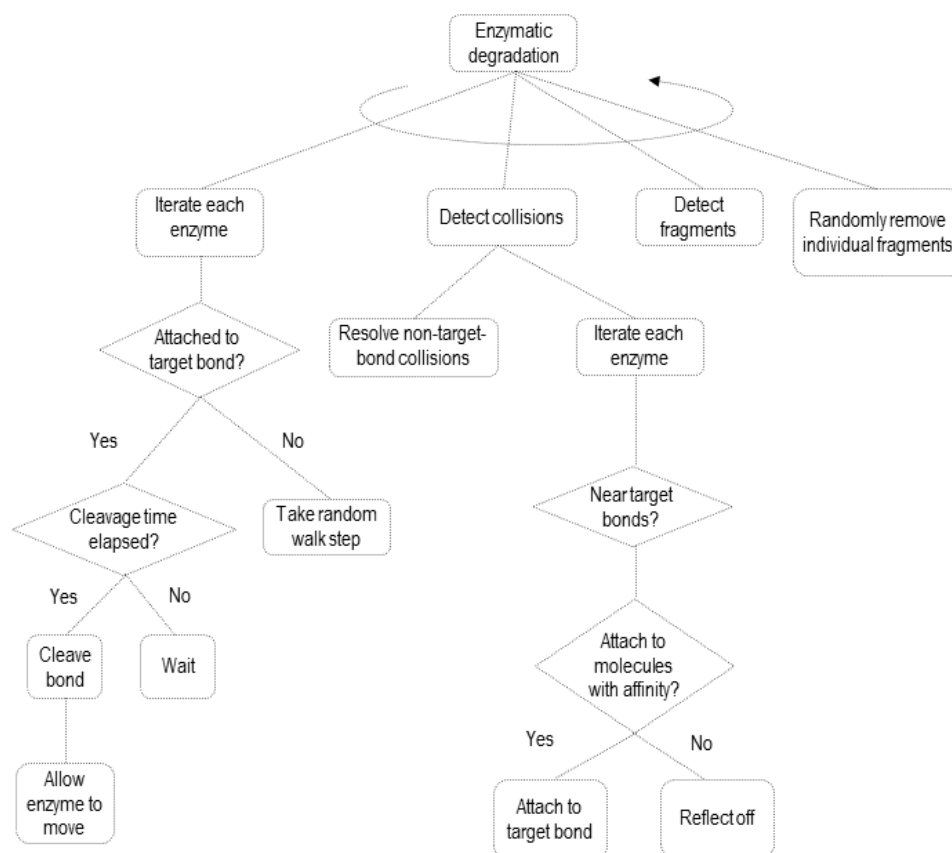 Enzymatic
degradation
Iterate each
enzyme
Detect collisions
Detect
fragments
Randomly remove
individual fragments
Attached to
target bond?
Resolve non-target-
bond collisions
Iterate each
enzyme
Yes
No
Cleavage time
elapsed?
Take random
walk step
Near target
bonds?
Yes
No
Cleave
bond
Wait
Attach to
molecules
with affinity?
Yes
No
Allow
enzyme to
move
Attach to
target bond
Reflect off